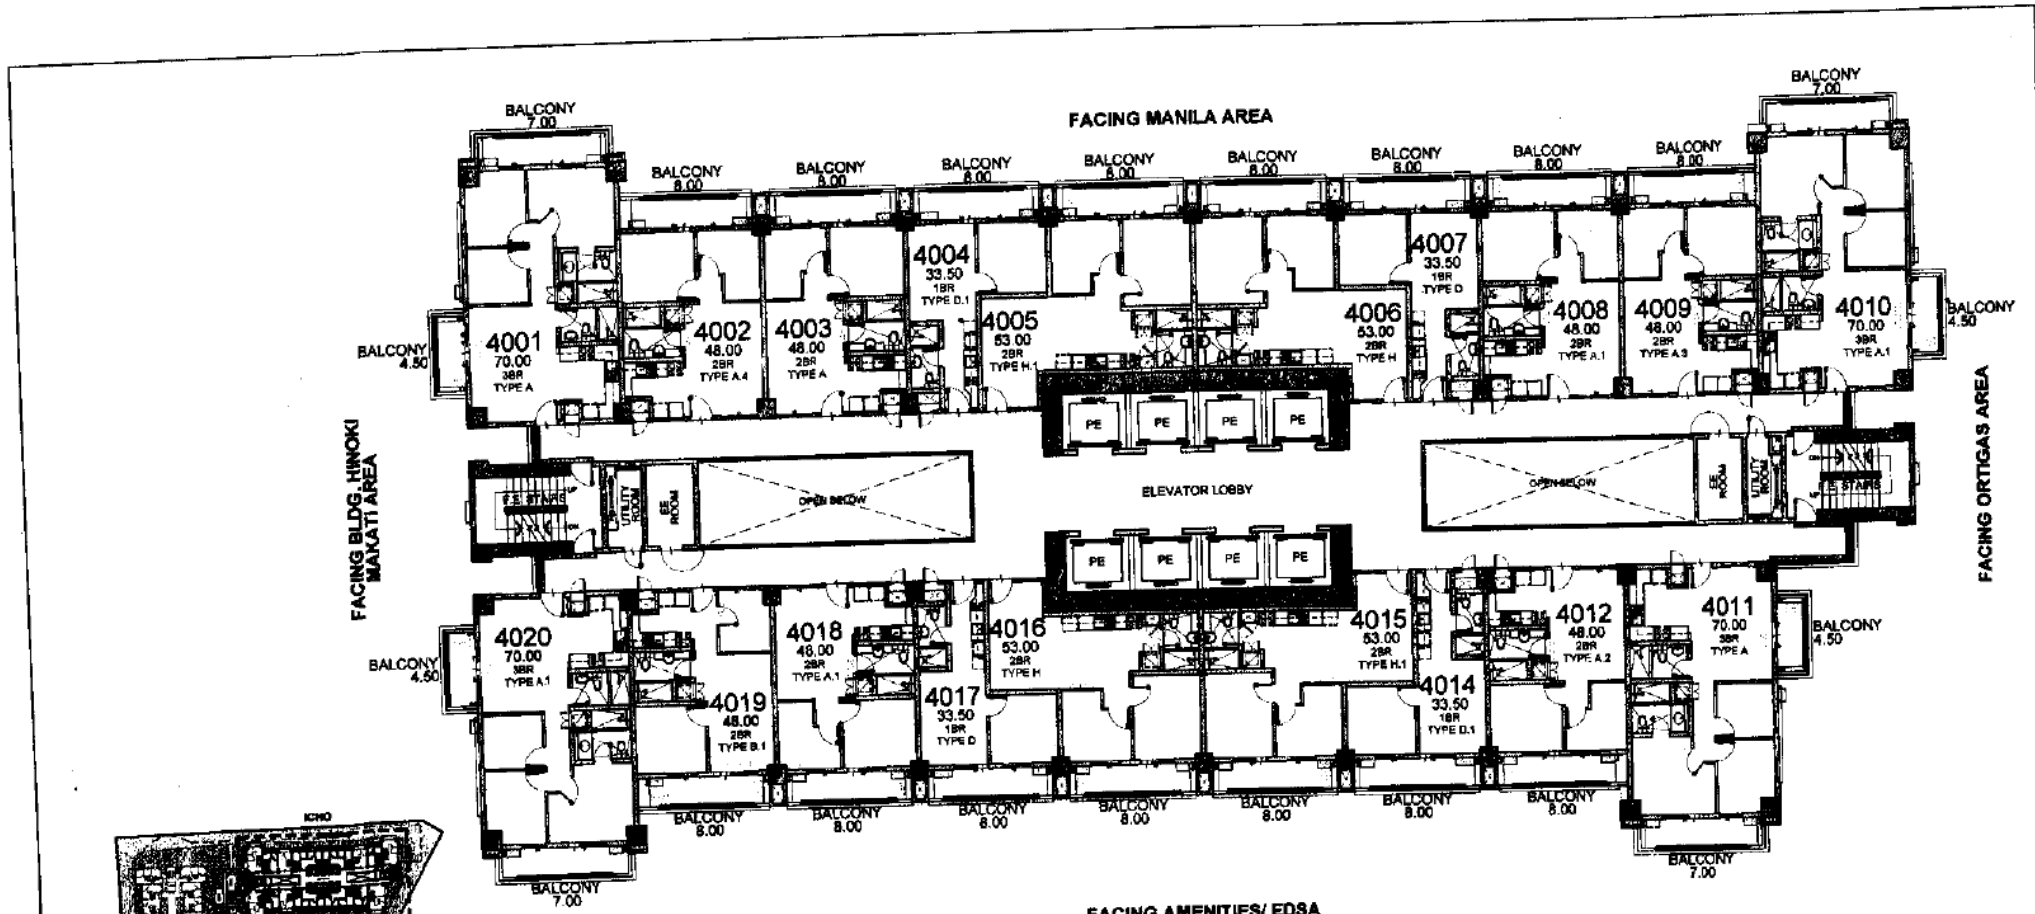 BALCONY
7.00
FACING MANILA AREA
BALCONY
7.00
BALCONY
8.00
BALCONY
8.00
BALCONY
8.00
BALCONY
8.00
BALCONY
8.00
BALCONY
8.00
BALCONY
8.00
BALCONY
8.00
4001
70.00
3BR
TYPE A
4002
48.00
2BR
TYPE A.4
4003
48.00
2BR
TYPE A
4004
33.50
1BR
TYPE D.1
4005
53.00
2BR
TYPE H.1
4006
53.00
2BR
TYPE H
4007
33.50
1BR
TYPE D
4008
48.00
2BR
TYPE A.1
4009
48.00
2BR
TYPE A.3
4010
70.00
3BR
TYPE A.1
BALCONY
4.50
BALCONY
4.50
PE
PE
PE
PE
FACING BLDG. HINOKI
MAKATI AREA
F.E STAIRS
UP
DN
UTILITY
ROOM
EE
ROOM
OPEN BELOW
ELEVATOR LOBBY
OPEN BELOW
EE
ROOM
UTILITY
ROOM
DN
F.E STAIRS
UP
FACING ORTIGAS AREA
PE
PE
PE
PE
4020
70.00
3BR
TYPE A.1
4019
48.00
2BR
TYPE B.1
4018
48.00
2BR
TYPE A.1
4017
33.50
1BR
TYPE D
4016
53.00
2BR
TYPE H
4015
53.00
2BR
TYPE H.1
4014
33.50
1BR
TYPE D.1
4012
48.00
2BR
TYPE A.2
4011
70.00
3BR
TYPE A
BALCONY
4.50
BALCONY
4.50
BALCONY
8.00
BALCONY
8.00
BALCONY
8.00
BALCONY
8.00
BALCONY
8.00
BALCONY
8.00
BALCONY
8.00
BALCONY
7.00
BALCONY
7.00
ICHO
FACING AMENITIES/ EDSA